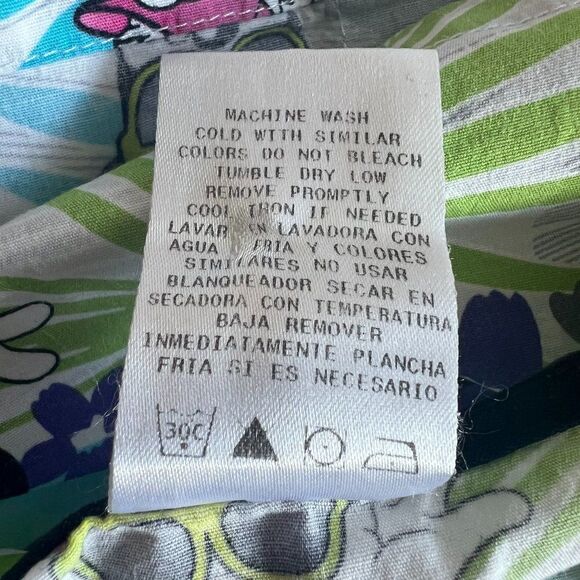 MACHINE WASH
COLD WITH SIMILAR
COLORS DO NOT BLEACH
TUMBLE DRY LOW
REMOVE PROMPTLY
COOL IRON IF NEEDED
LAVAR EN LAVADORA CON
AGUA FRIA Y COLORES
SIMILARES NO USAR
BLANQUEADOR SECAR EN
SECADORA CON TEMPERATURA
BAJA REMOVER
INMEDIATAMENTE PLANCHA
FRIA SI ES NECESARIO
30C